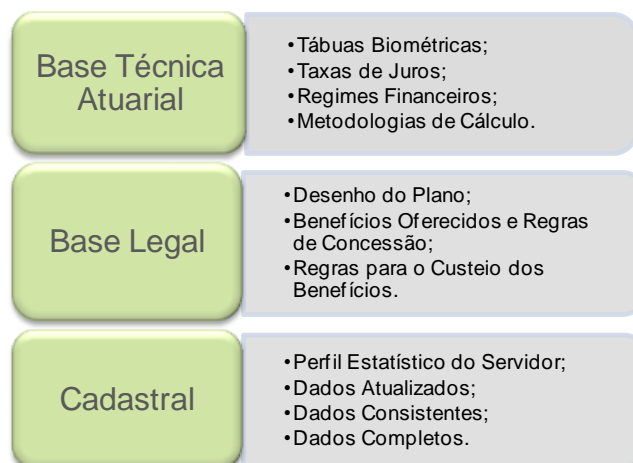 Base Técnica
Atuarial
•Tábuas Biométricas;
•Taxas de Juros;
•Regimes Financeiros;
•Metodologias de Cálculo.
Base Legal
•Desenho do Plano;
•Benefícios Oferecidos e Regras
de Concessão;
•Regras para o Custeio dos
Benefícios.
Cadastral
•Perfil Estatístico do Servidor;
•Dados Atualizados;
•Dados Consistentes;
•Dados Completos.